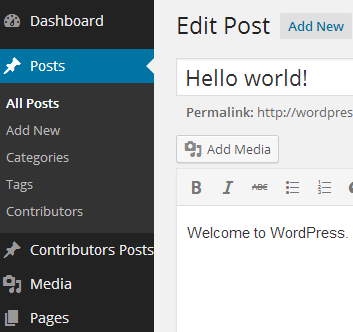 Dashboard
Posts
All Posts
Add New
Categories
Tags
Contributors
Contributors Posts
Media
Pages
Edit Post
Add New
Hello world!
Permalink: http://wordpres
Add Media
B I ABC
Welcome to WordPress.